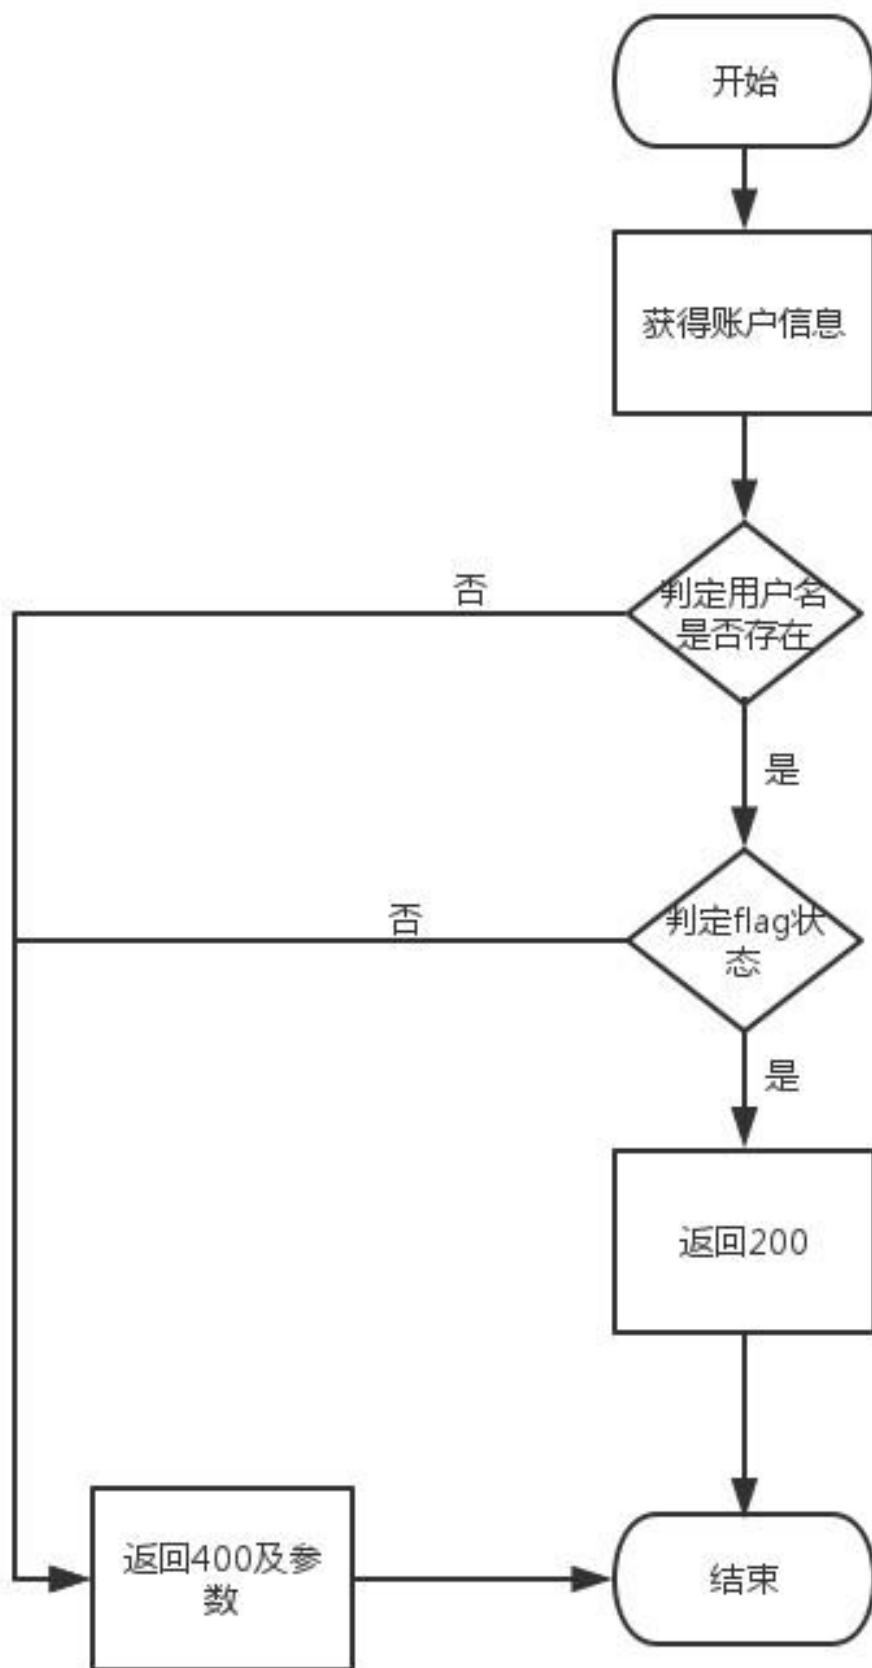 开始
获得账户信息
否
判定用户名
是否存在
是
否
判定flag状
态
是
返回200
返回400及参
数
结束